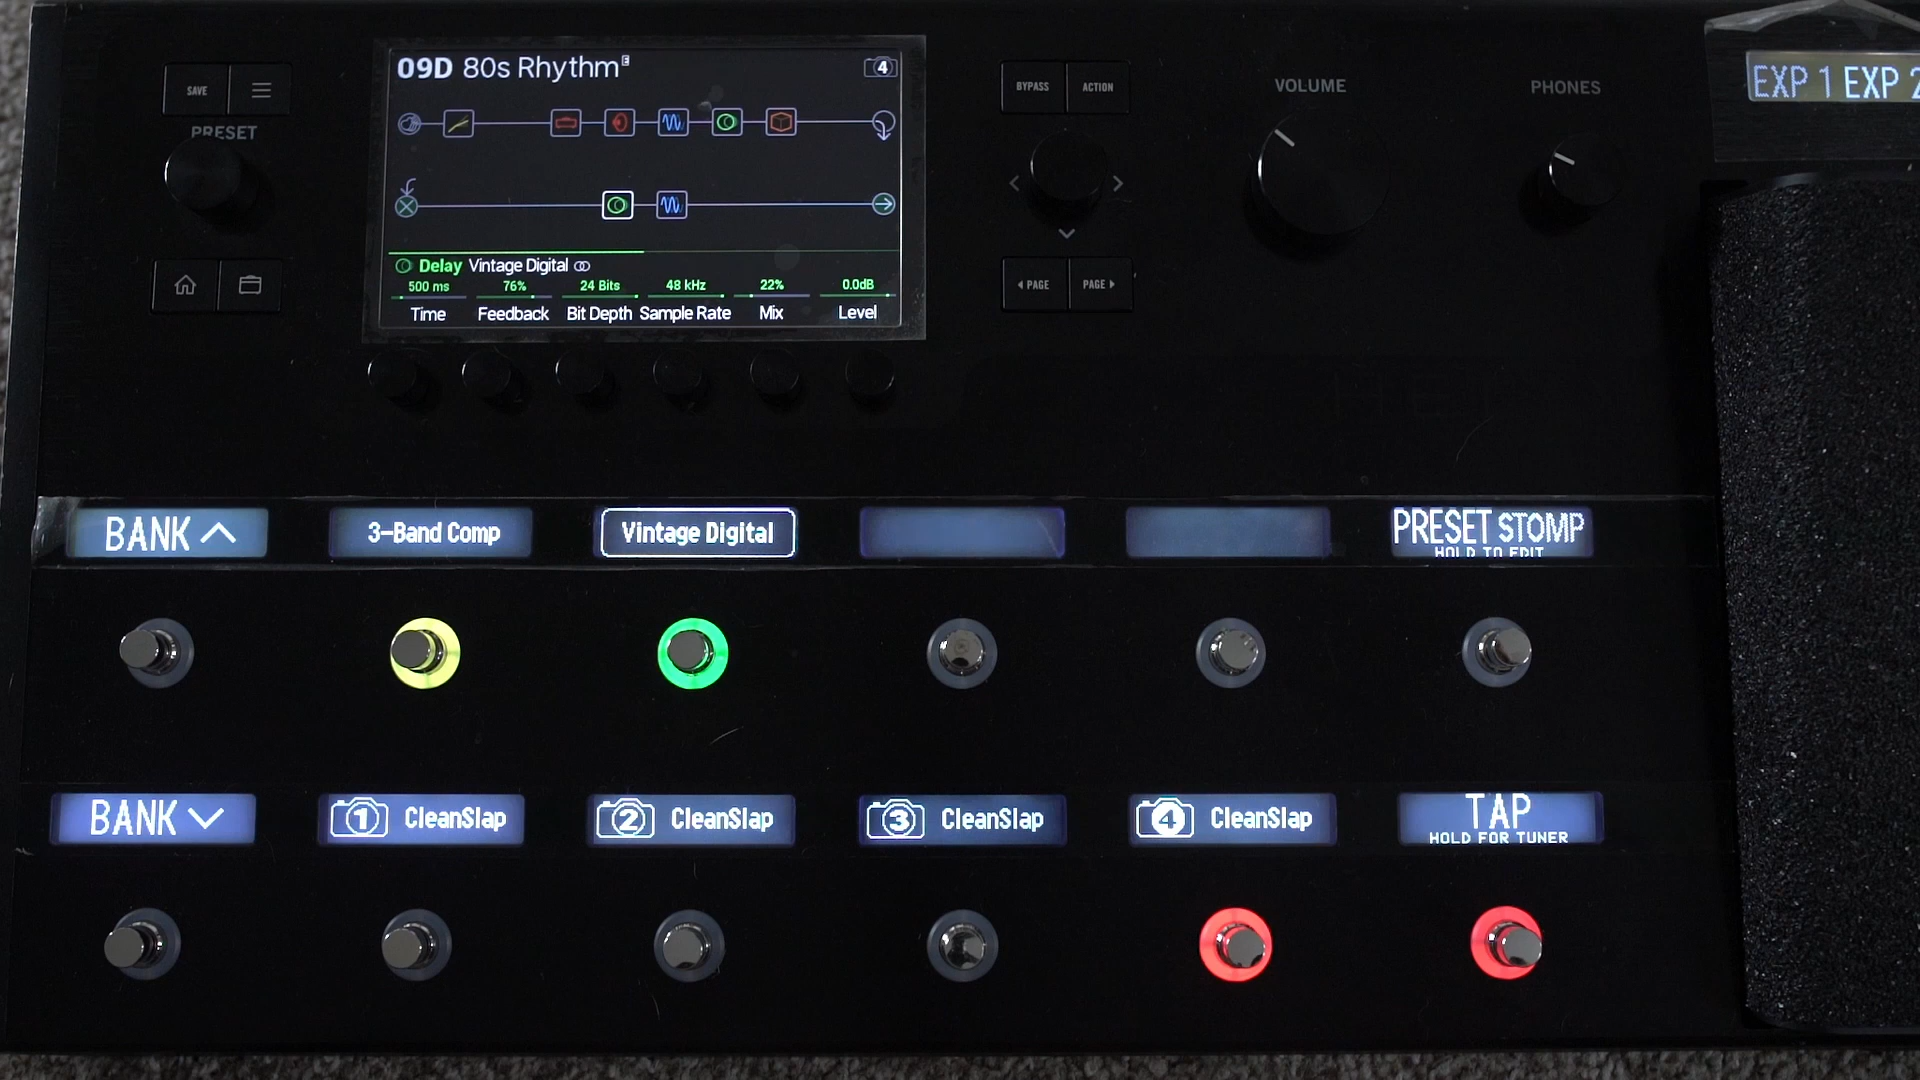 SAVE
PRESET
09D 80s Rhythm E
4
Delay Vintage Digital
500 ms 76% 24 Bits 48 kHz 22% 0.0dB
Time Feedback Bit Depth Sample Rate Mix Level
BYPASS ACTION
PAGE PAGE
VOLUME
PHONES
EXP 1 EXP 2
BANK
3-Band Comp
Vintage Digital
PRESET STOMP
HOLD TO EDIT
BANK
1 CleanSlap
2 CleanSlap
3 CleanSlap
4 CleanSlap
TAP
HOLD FOR TUNER